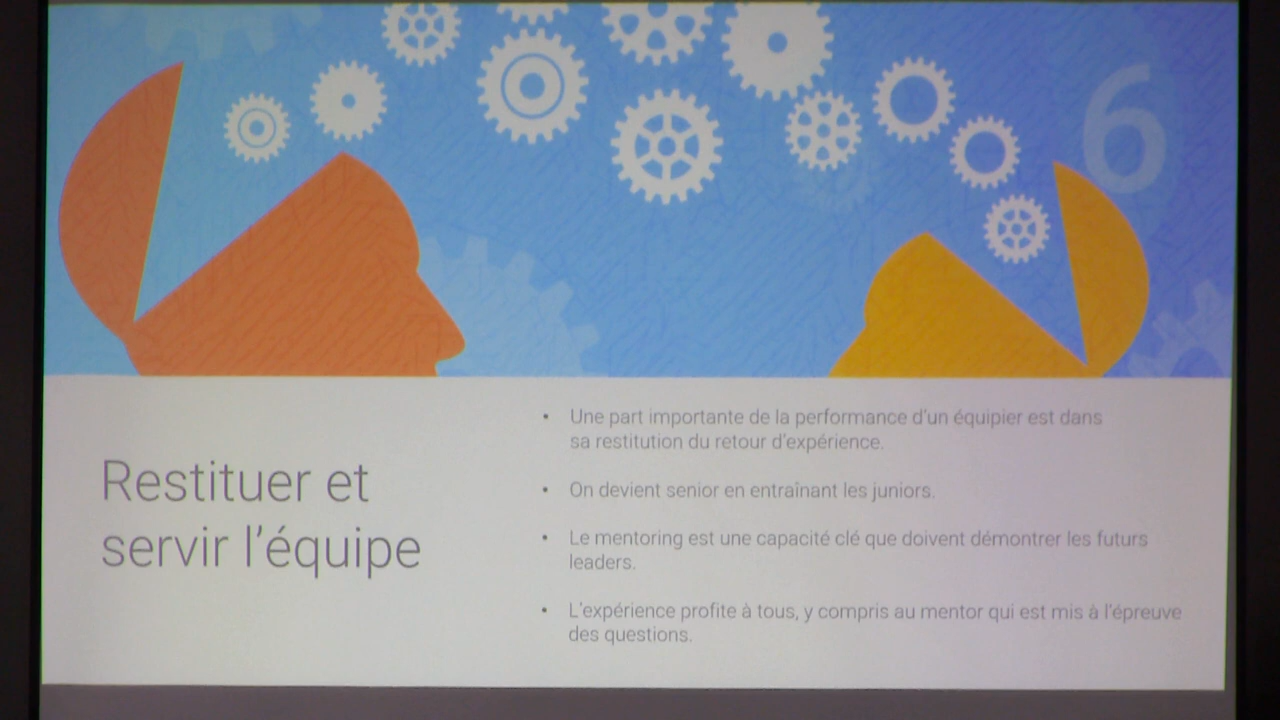 6
Restituer et
servir l'équipe
• Une part importante de la performance d'un équipier est dans
sa restitution du retour d'expérience.
• On devient senior en entraînant les juniors.
• Le mentoring est une capacité clé que doivent démontrer les futurs
leaders.
• L'expérience profite à tous, y compris au mentor qui est mis à l'épreuve
des questions.